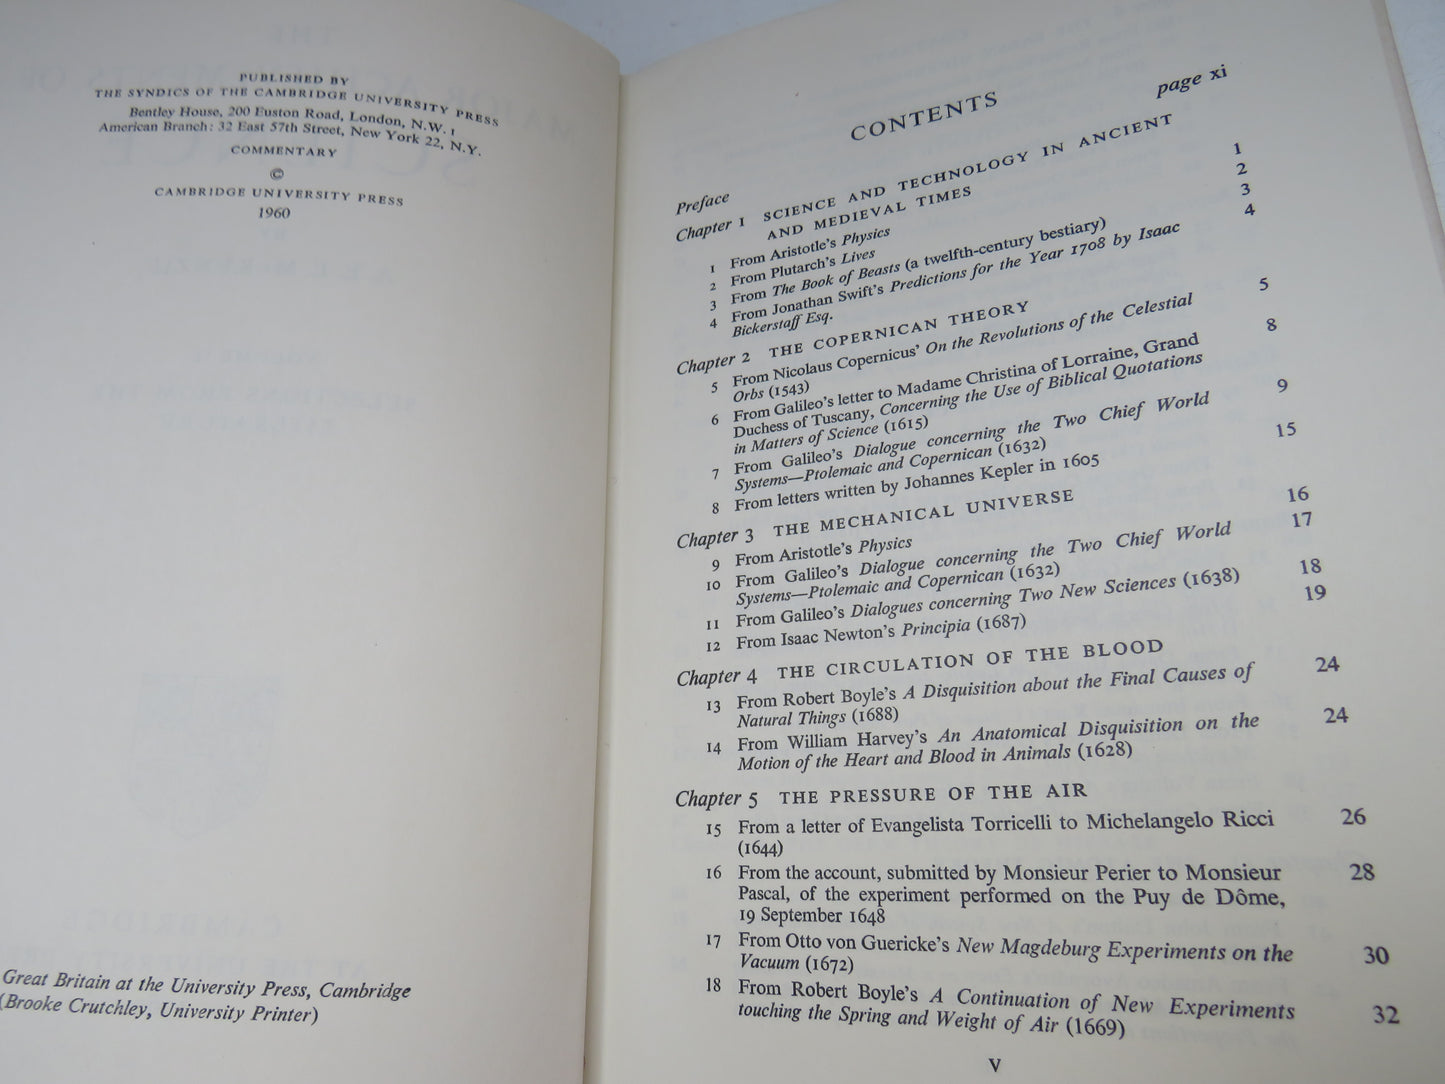 PUBLISHED BY
THE SYNDICS OF THE CAMBRIDGE UNIVERSITY PRESS
Bentley House, 200 Euston Road, London, N.W. 1
American Branch: 32 East 57th Street, New York 22, N.Y.
COMMENTARY
©
CAMBRIDGE UNIVERSITY PRESS
1960
Great Britain at the University Press, Cambridge
(Brooke Crutchley, University Printer)
CONTENTS
Preface page xi
Chapter 1 SCIENCE AND TECHNOLOGY IN ANCIENT
AND MEDIEVAL TIMES
1 From Aristotle's Physics 1
2 From Plutarch's Lives 2
3 From The Book of Beasts (a twelfth-century bestiary) 3
4 From Jonathan Swift's Predictions for the Year 1708 by Isaac 4
Bickerstaff Esq.
Chapter 2 THE COPERNICAN THEORY
5 From Nicolaus Copernicus' On the Revolutions of the Celestial 5
Orbs (1543)
6 From Galileo's letter to Madame Christina of Lorraine, Grand 8
Duchess of Tuscany, Concerning the Use of Biblical Quotations
in Matters of Science (1615)
7 From Galileo's Dialogue concerning the Two Chief World 9
Systems—Ptolemaic and Copernican (1632)
8 From letters written by Johannes Kepler in 1605 15
Chapter 3 THE MECHANICAL UNIVERSE
9 From Aristotle's Physics 16
10 From Galileo's Dialogue concerning the Two Chief World 17
Systems—Ptolemaic and Copernican (1632)
11 From Galileo's Dialogues concerning Two New Sciences (1638) 18
12 From Isaac Newton's Principia (1687) 19
Chapter 4 THE CIRCULATION OF THE BLOOD
13 From Robert Boyle's A Disquisition about the Final Causes of 24
Natural Things (1688)
14 From William Harvey's An Anatomical Disquisition on the 24
Motion of the Heart and Blood in Animals (1628)
Chapter 5 THE PRESSURE OF THE AIR
15 From a letter of Evangelista Torricelli to Michelangelo Ricci 26
(1644)
16 From the account, submitted by Monsieur Perier to Monsieur 28
Pascal, of the experiment performed on the Puy de Dôme,
19 September 1648
17 From Otto von Guericke's New Magdeburg Experiments on the 30
Vacuum (1672)
18 From Robert Boyle's A Continuation of New Experiments 32
touching the Spring and Weight of Air (1669)
v